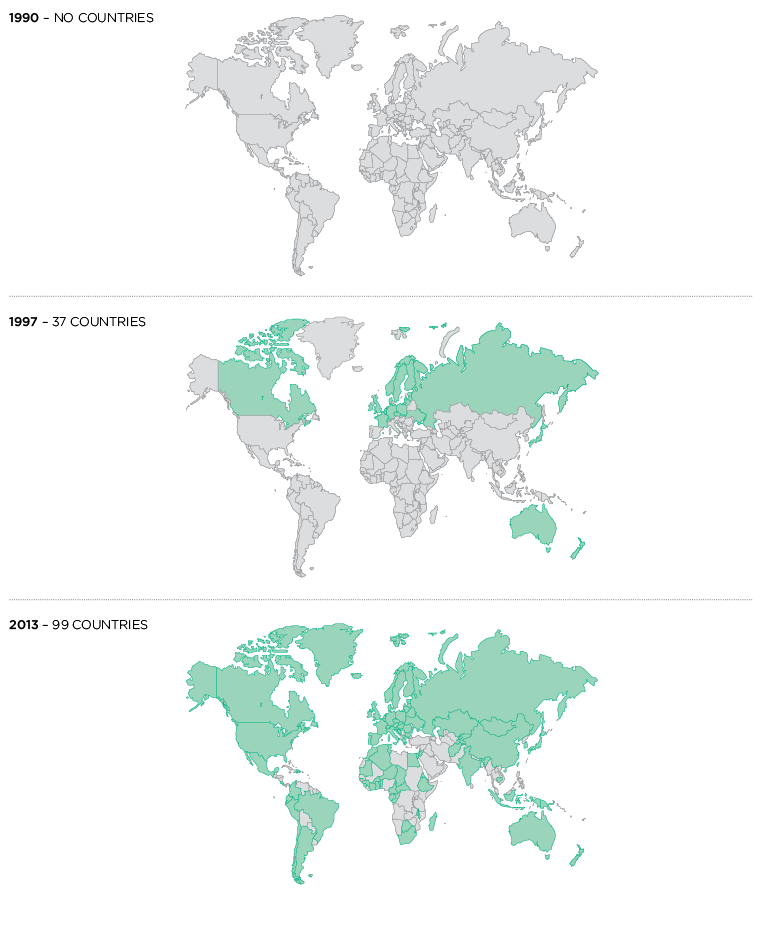 1990 – NO COUNTRIES
1997 – 37 COUNTRIES
2013 – 99 COUNTRIES